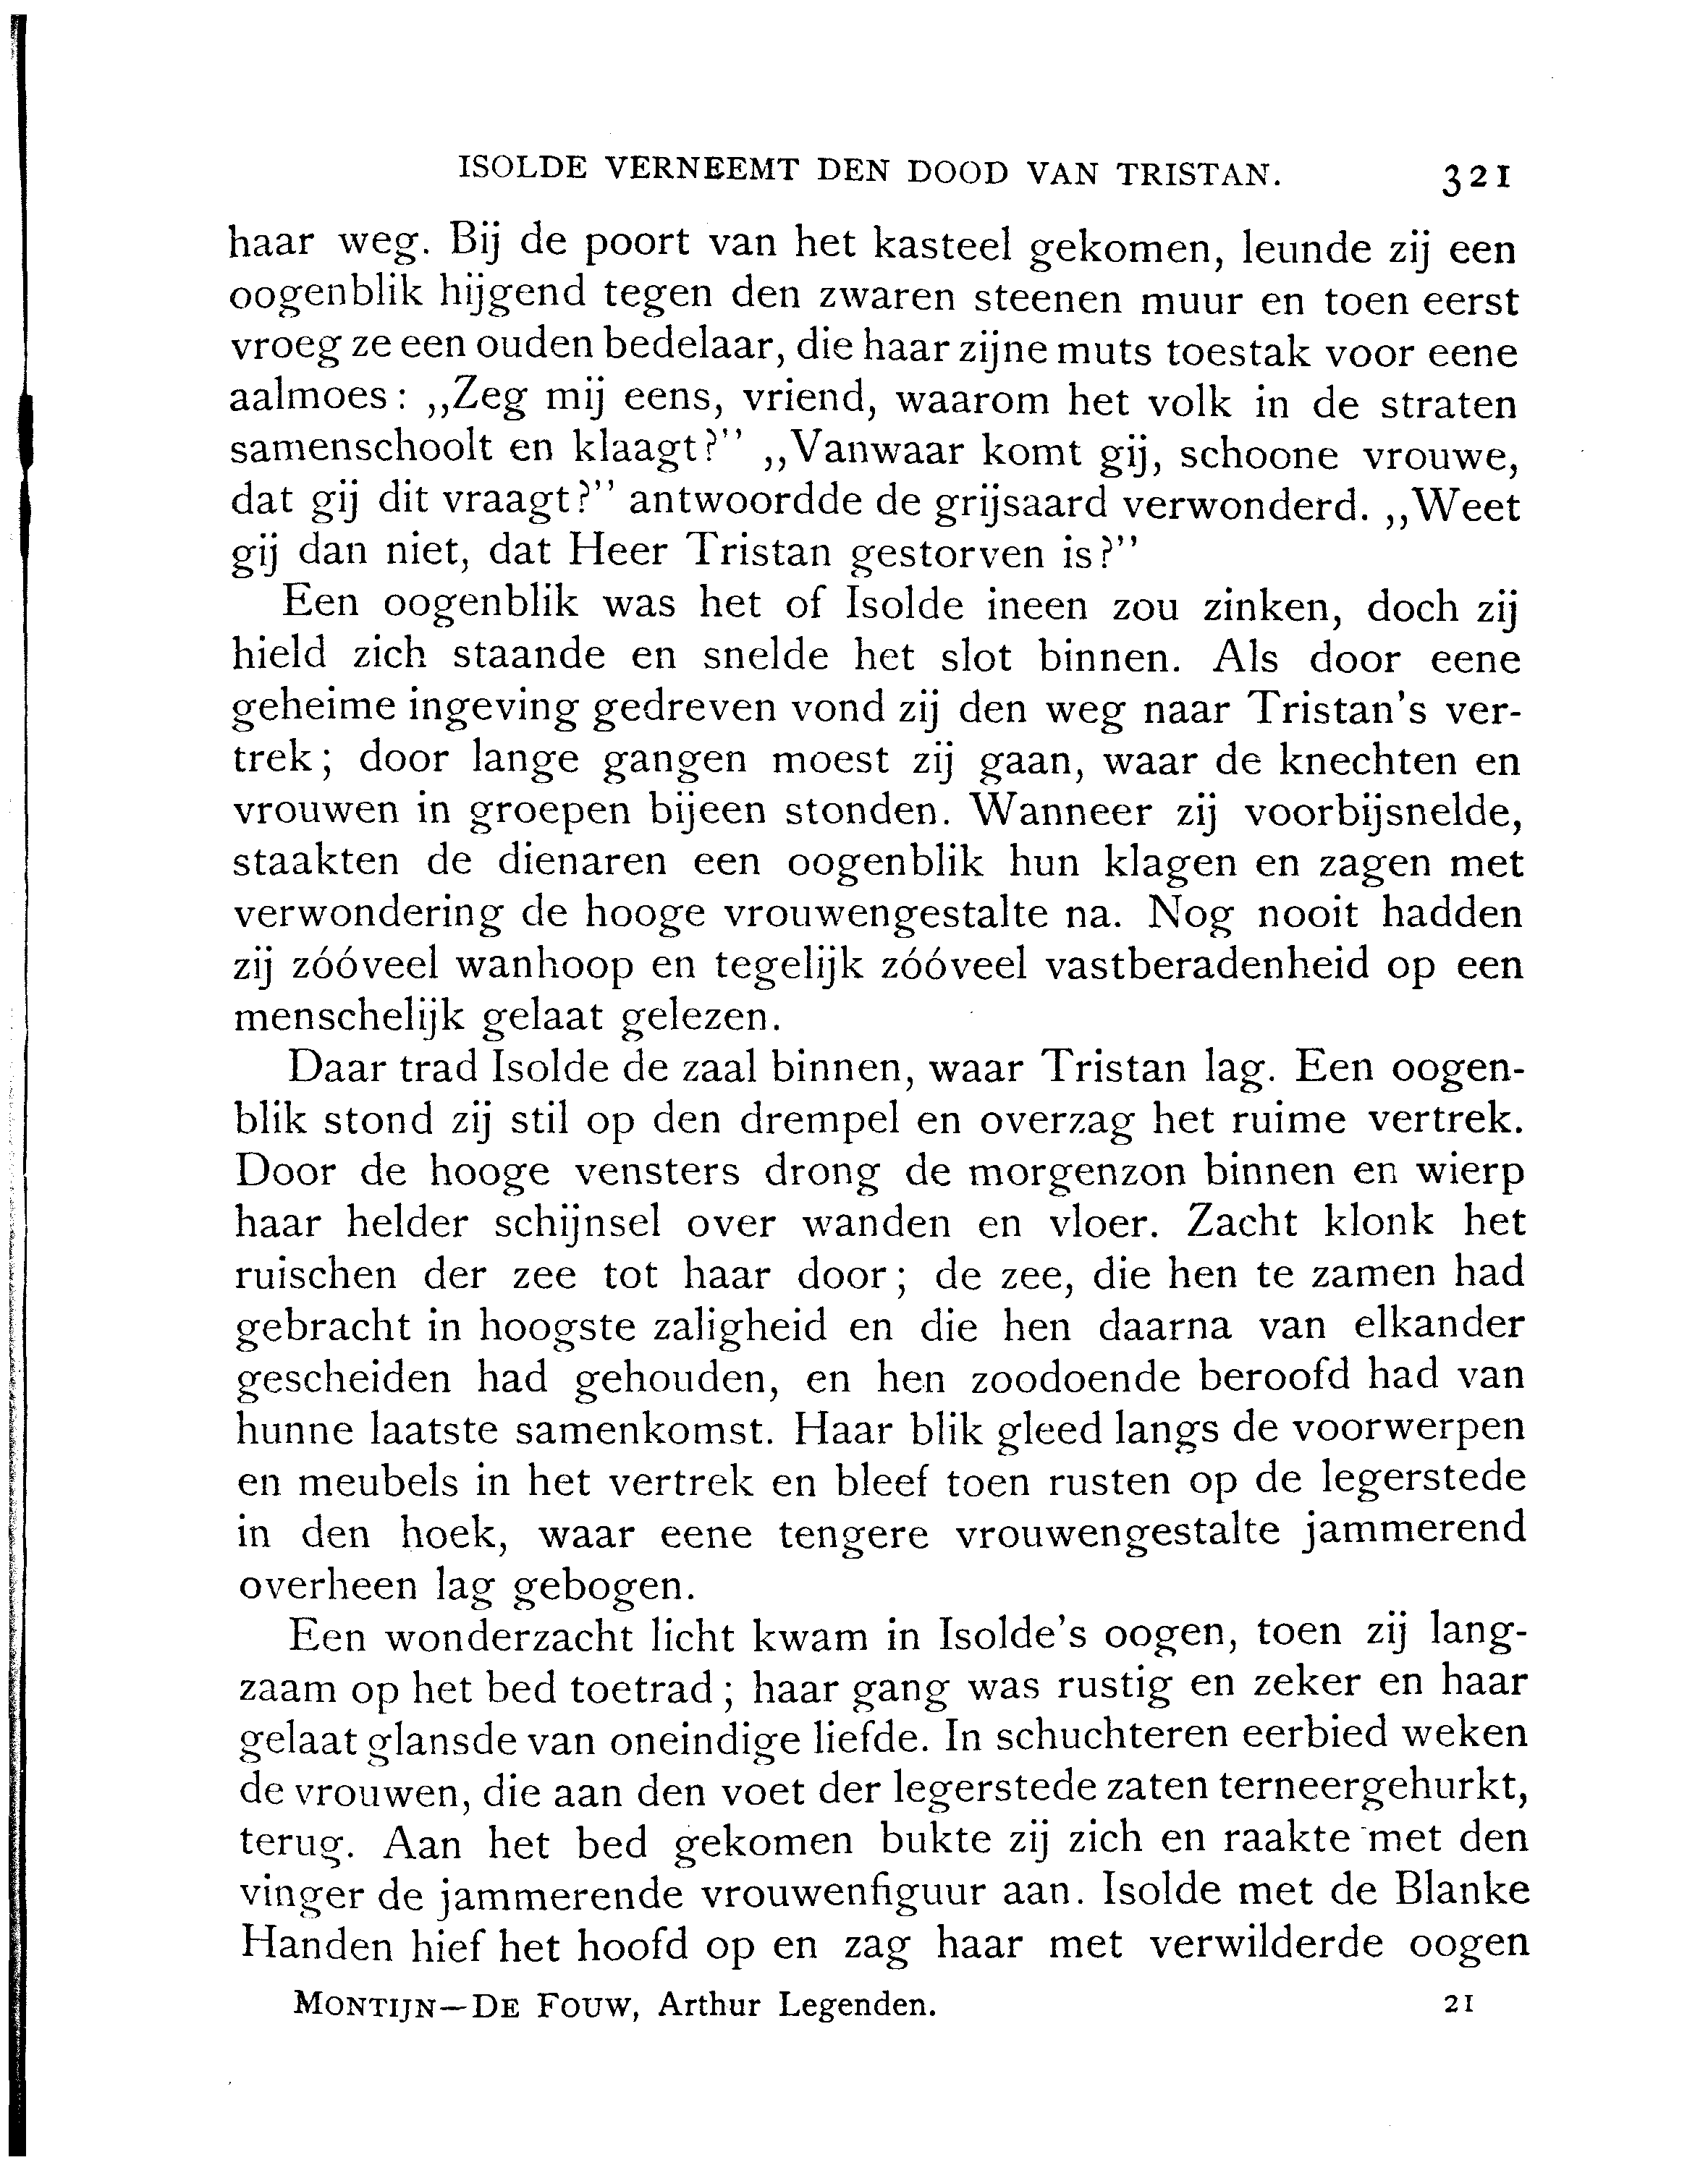 ISOLDE VERNEEMT DEN DOOD VAN TRISTAN. 321
haar weg. Bij de poort van het kasteel gekomen, leunde zij een
oogenblik hijgend tegen den zwaren steenen muur en toen eerst
vroeg ze een ouden bedelaar, die haar zijne muts toestak voor eene
aalmoes: ,,Zeg mij eens, vriend, waarom het volk in de straten
samenschoolt en klaagt?'' ,,Vanwaar komt gij, schoone vrouwe,
dat gij dit vraagt?'' antwoordde de grijsaard verwonderd. ,,Weet
gij dan niet, dat Heer Tristan gestorven is?''
Een oogenblik was het of Isolde ineen zou zinken, doch zij
hield zich staande en snelde het slot binnen. Als door eene
geheime ingeving gedreven vond zij den weg naar Tristan's ver-
trek; door lange gangen moest zij gaan, waar de knechten en
vrouwen in groepen bijeen stonden. Wanneer zij voorbijsnelde,
staakten de dienaren een oogenblik hun klagen en zagen met
verwondering de hooge vrouwengestalte na. Nog nooit hadden
zij zóóveel wanhoop en tegelijk zóóveel vastberadenheid op een
menschelijk gelaat gelezen.
Daar trad Isolde de zaal binnen, waar Tristan lag. Een oogen-
blik stond zij stil op den drempel en overzag het ruime vertrek.
Door de hooge vensters drong de morgenzon binnen en wierp
haar helder schijnsel over wanden en vloer. Zacht klonk het
ruischen der zee tot haar door; de zee, die hen te zamen had
gebracht in hoogste zaligheid en die hen daarna van elkander
gescheiden had gehouden, en hen zoodoende beroofd had van
hunne laatste samenkomst. Haar blik gleed langs de voorwerpen
en meubels in het vertrek en bleef toen rusten op de legerstede
in den hoek, waar eene tengere vrouwengestalte jammerend
overheen lag gebogen.
Een wonderzacht licht kwam in Isolde's oogen, toen zij lang-
zaam op het bed toetrad; haar gang was rustig en zeker en haar
gelaat glansde van oneindige liefde. In schuchteren eerbied weken
de vrouwen, die aan den voet der legerstede zaten terneergehurkt,
terug. Aan het bed gekomen bukte zij zich en raakte met den
vinger de jammerende vrouwenfiguur aan. Isolde met de Blanke
Handen hief het hoofd op en zag haar met verwilderde oogen
MONTIJN—DE FOUW, Arthur Legenden. 21